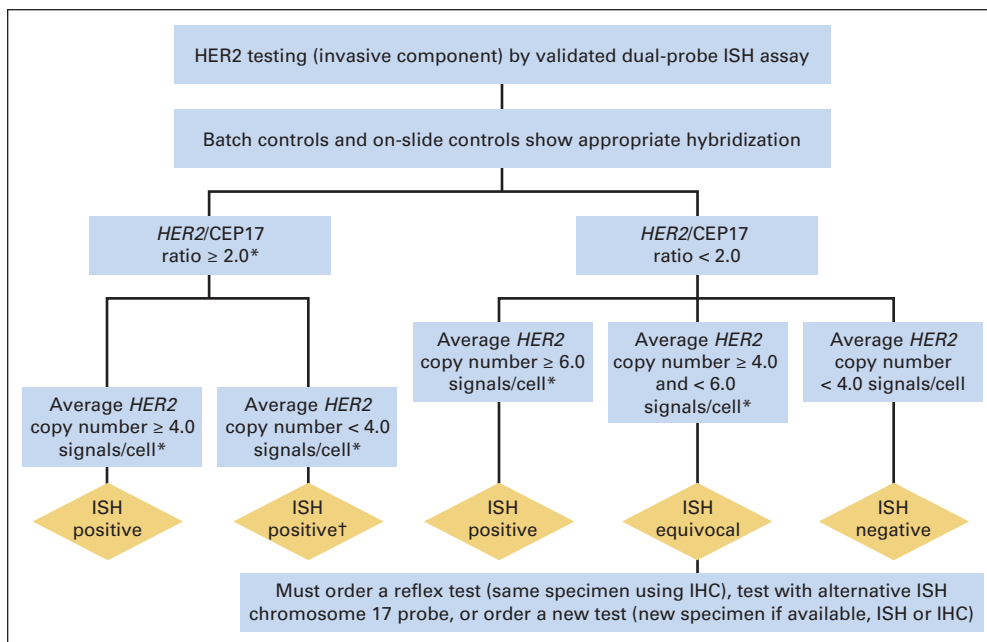 HER2 testing (invasive component) by validated dual-probe ISH assay
Batch controls and on-slide controls show appropriate hybridization
HER2/CEP17
ratio ≥ 2.0*
HER2/CEP17
ratio < 2.0
Average HER2
copy number ≥ 4.0
signals/cell*
Average HER2
copy number < 4.0
signals/cell*
Average HER2
copy number ≥ 6.0
signals/cell*
Average HER2
copy number ≥ 4.0
and < 6.0
signals/cell*
Average HER2
copy number
< 4.0 signals/cell
ISH
positive
ISH
positive†
ISH
positive
ISH
equivocal
ISH
negative
Must order a reflex test (same specimen using IHC), test with alternative ISH
chromosome 17 probe, or order a new test (new specimen if available, ISH or IHC)